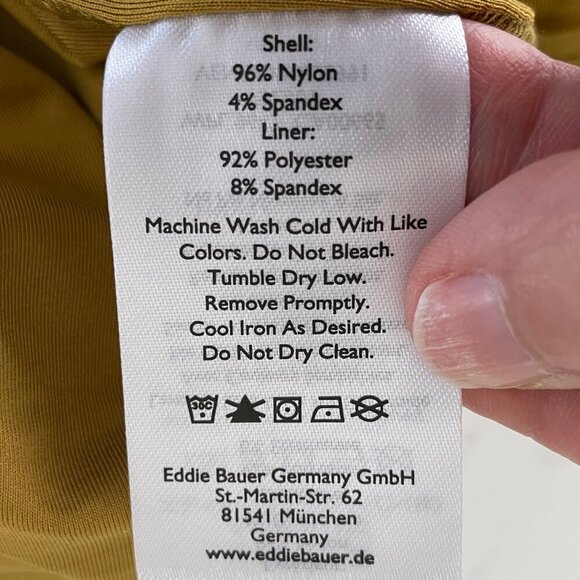 Shell:
96% Nylon
4% Spandex
Liner:
92% Polyester
8% Spandex
Machine Wash Cold With Like
Colors. Do Not Bleach.
Tumble Dry Low.
Remove Promptly.
Cool Iron As Desired.
Do Not Dry Clean.
30C
Eddie Bauer Germany GmbH
St.-Martin-Str. 62
81541 München
Germany
www.eddiebauer.de